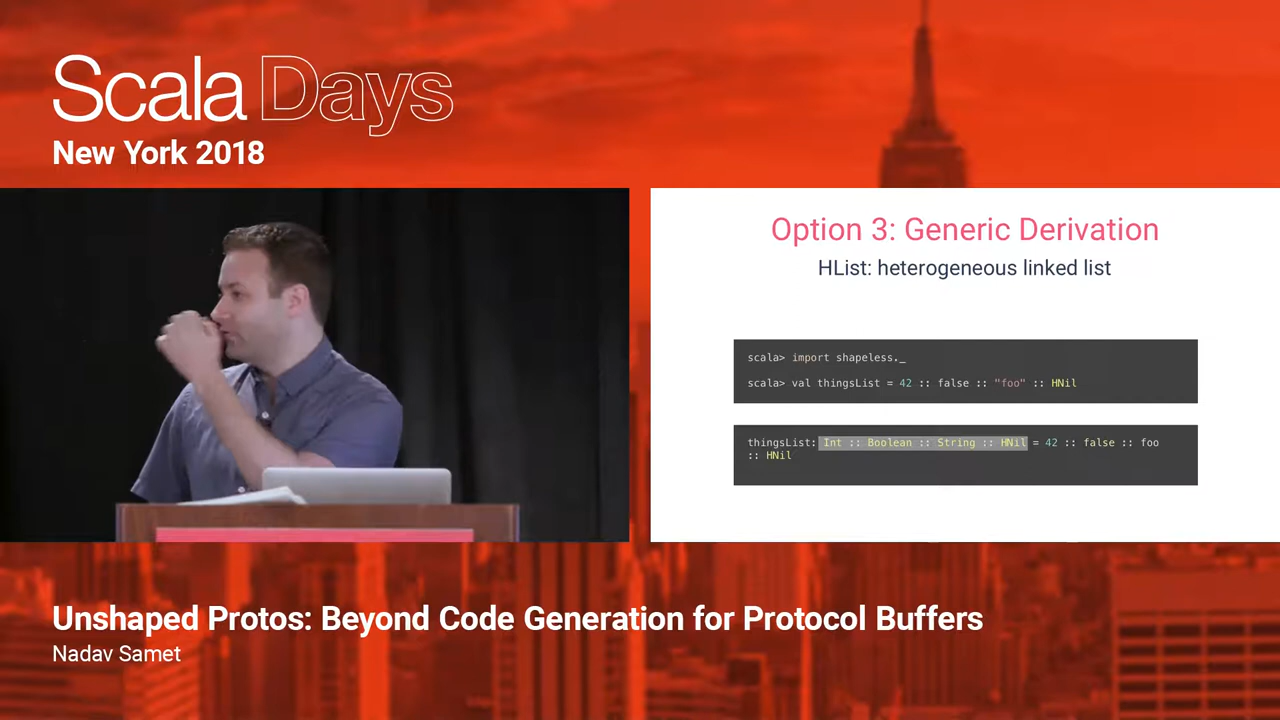 Scala Days
New York 2018
Option 3: Generic Derivation
HList: heterogeneous linked list
scala> import shapeless._
scala> val thingsList = 42 :: false :: "foo" :: HNil
thingsList: Int :: Boolean :: String :: HNil = 42 :: false :: foo
:: HNil
Unshaped Protos: Beyond Code Generation for Protocol Buffers
Nadav Samet